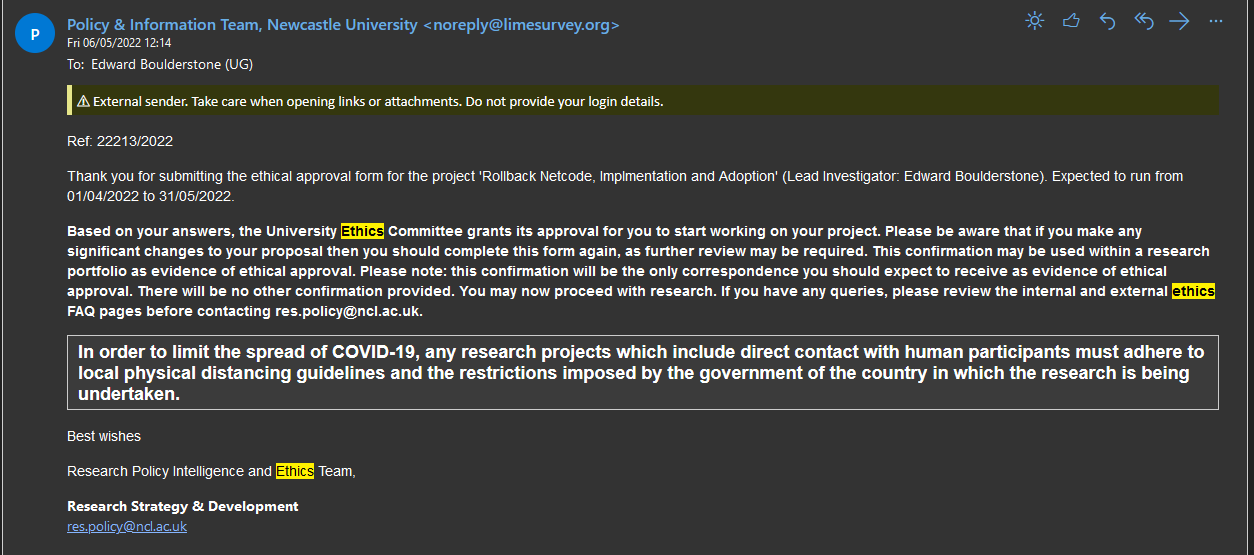 P
Policy & Information Team, Newcastle University <noreply@limesurvey.org>
Fri 06/05/2022 12:14
To: Edward Boulderstone (UG)
External sender. Take care when opening links or attachments. Do not provide your login details.
Ref: 22213/2022
Thank you for submitting the ethical approval form for the project 'Rollback Netcode, Implmentation and Adoption' (Lead Investigator: Edward Boulderstone). Expected to run from
01/04/2022 to 31/05/2022.
Based on your answers, the University Ethics Committee grants its approval for you to start working on your project. Please be aware that if you make any
significant changes to your proposal then you should complete this form again, as further review may be required. This confirmation may be used within a research
portfolio as evidence of ethical approval. Please note: this confirmation will be the only correspondence you should expect to receive as evidence of ethical
approval. There will be no other confirmation provided. You may now proceed with research. If you have any queries, please review the internal and external ethics
FAQ pages before contacting res.policy@ncl.ac.uk.
In order to limit the spread of COVID-19, any research projects which include direct contact with human participants must adhere to
local physical distancing guidelines and the restrictions imposed by the government of the country in which the research is being
undertaken.
Best wishes
Research Policy Intelligence and Ethics Team,
Research Strategy & Development
res.policy@ncl.ac.uk